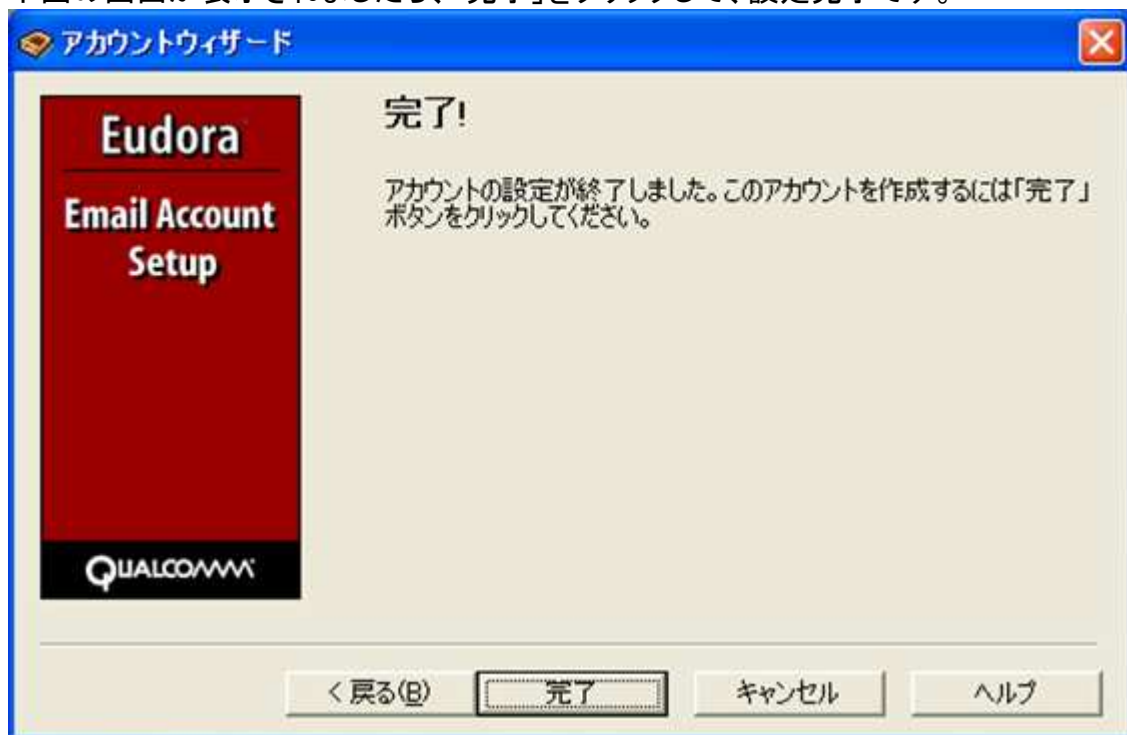 アカウントウィザード
Eudora
Email Account
Setup
QUALCOMM
完了!
アカウントの設定が終了しました。このアカウントを作成するには「完了」
ボタンをクリックしてください。
< 戻る(B)
完了
キャンセル
ヘルプ